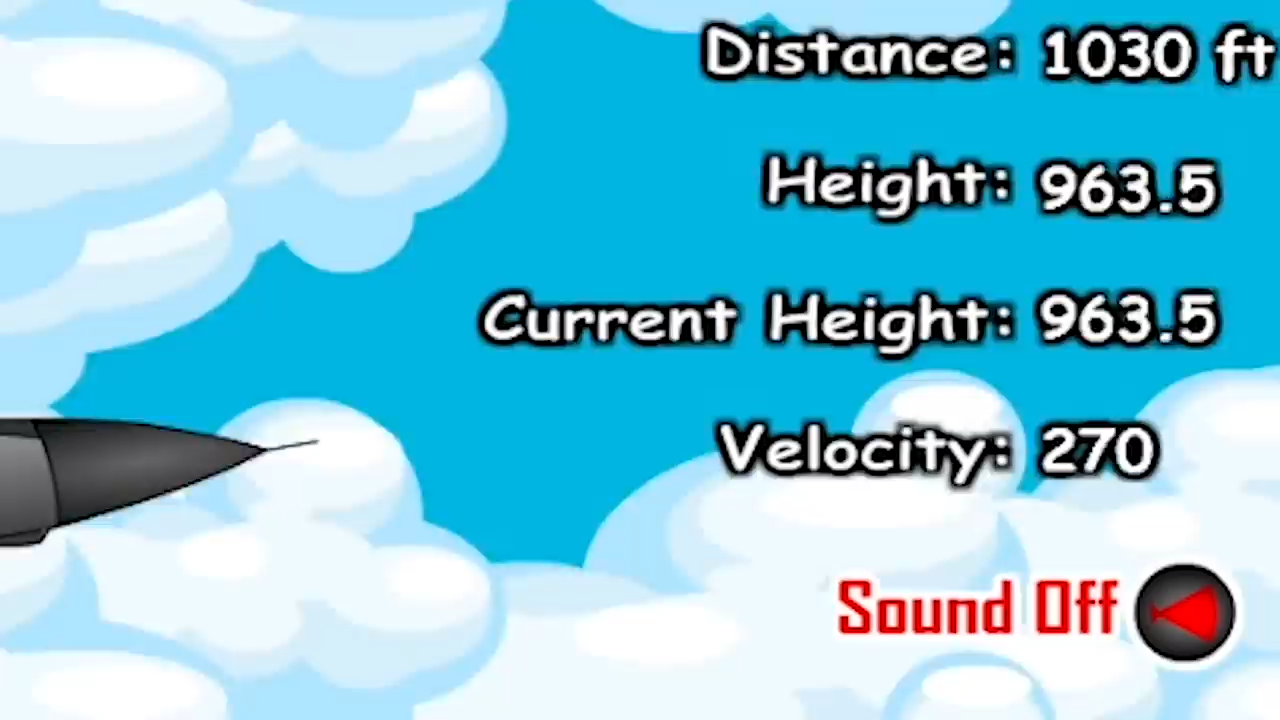 Distance: 1030 ft
Height: 963.5
Current Height: 963.5
Velocity: 270
Sound Off